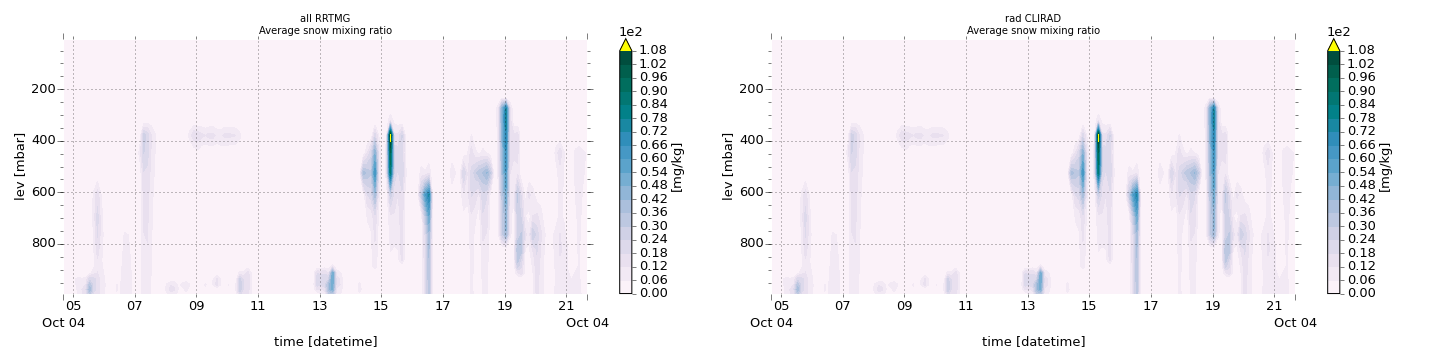 all RRTMG
Average snow mixing ratio
1e2
1.08
1.02
0.96
0.90
0.84
0.78
0.72
0.66
0.60
0.54
0.48
0.42
0.36
0.30
0.24
0.18
0.12
0.06
0.00
[mg/kg]
lev [mbar]
200
400
600
800
05 07 09 11 13 15 17 19 21
Oct 04 Oct 04
time [datetime]
rad CLIRAD
Average snow mixing ratio
1e2
1.08
1.02
0.96
0.90
0.84
0.78
0.72
0.66
0.60
0.54
0.48
0.42
0.36
0.30
0.24
0.18
0.12
0.06
0.00
[mg/kg]
lev [mbar]
200
400
600
800
05 07 09 11 13 15 17 19 21
Oct 04 Oct 04
time [datetime]